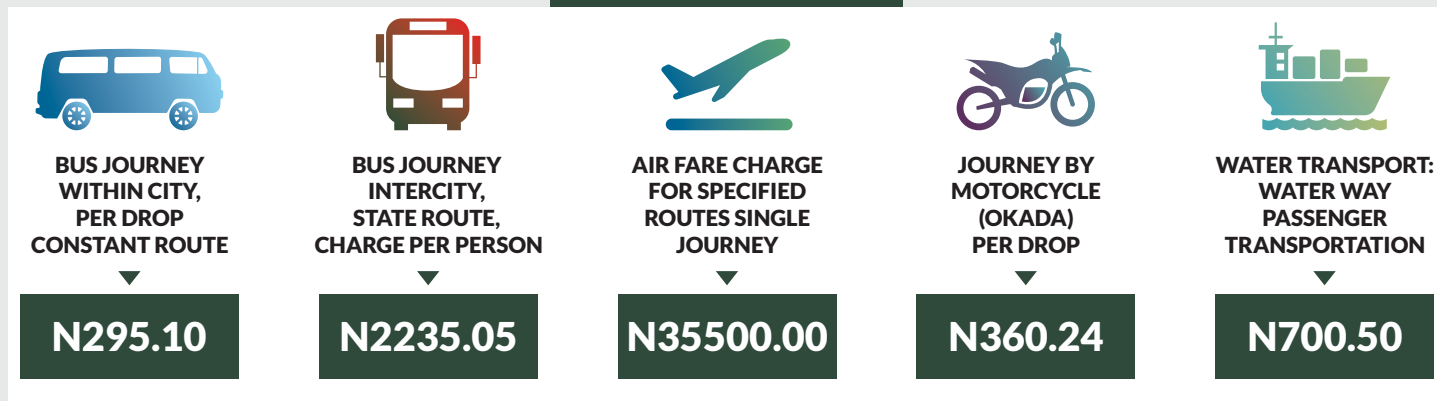 BUS JOURNEY
WITHIN CITY,
PER DROP
CONSTANT ROUTE
N295.10
BUS JOURNEY
INTERCITY,
STATE ROUTE,
CHARGE PER PERSON
N2235.05
AIR FARE CHARGE
FOR SPECIFIED
ROUTES SINGLE
JOURNEY
N35500.00
JOURNEY BY
MOTORCYCLE
(OKADA)
PER DROP
N360.24
WATER TRANSPORT:
WATER WAY
PASSENGER
TRANSPORTATION
N700.50